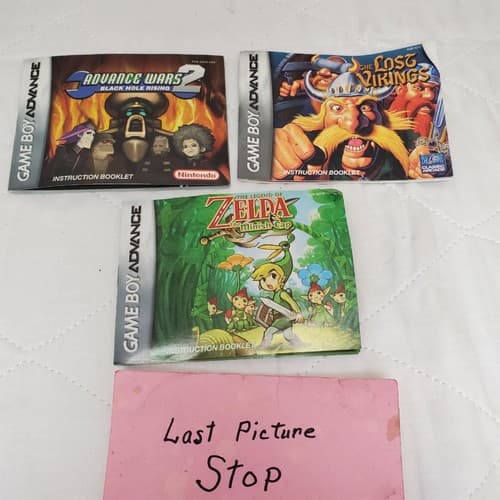 GAME BOY ADVANCE
ADVANCE WARS 2
BLACK HOLE RISING
INSTRUCTION BOOKLET
Nintendo
GAME BOY ADVANCE
THE LOST
VIKINGS
INSTRUCTION BOOKLET
GAME BOY ADVANCE
THE LEGEND OF
ZELDA
The Minish Cap
INSTRUCTION BOOKLET
Last Picture
Stop